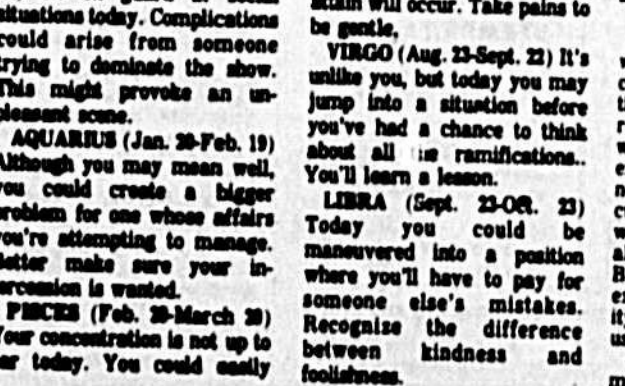 situations today. Complications
could arise from someone
trying to dominate the show.
This might provoke an un-
pleasant scene.
AQUARIUS (Jan. 20-Feb. 19)
Although you may mean well,
you could create a bigger
problem for one whose affairs
you're attempting to manage.
Better make sure your in-
tercession is wanted.
PISCES (Feb. 20-March 20)
Your concentration is not up to
par today. You could easily
attain will occur. Take pains to
be gentle.
VIRGO (Aug. 23-Sept. 22) It's
unlike you, but today you may
jump into a situation before
you've had a chance to think
about all the ramifications..
You'll learn a lesson.
LIBRA (Sept. 23-Oct. 23)
Today you could be
maneuvered into a position
where you'll have to pay for
someone else's mistakes.
Recognize the difference
between kindness and
foolishness.